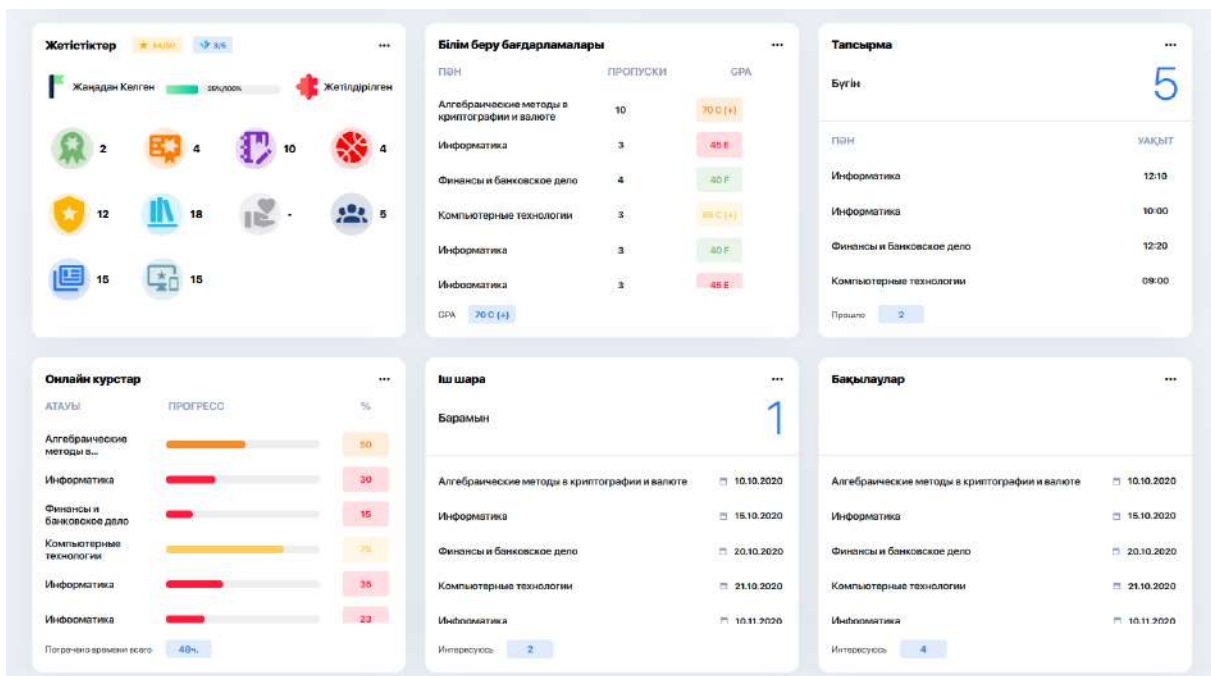 Жетістіктер 14/50 3/5 ...
Жаңадан Келген 25%/100% Жетілдірілген
2 4 10 4
12 18 - 5
15 15
Білім беру бағдарламалары ...
ПӘН ПРОПУСКИ GPA
Алгебраические методы в
криптографии и валюте 10 70 C (+)
Информатика 3 45 E
Финансы и банковское дело 4 40 F
Компьютерные технологии 3
Информатика 3 40 F
Информатика 3 45 E
GPA 70 C (+)
Тапсырма ...
Бүгін 5
ПӘН УАҚЫТ
Информатика 12:10
Информатика 10:00
Финансы и банковское дело 12:20
Компьютерные технологии 09:00
Прошло 2
Онлайн курстар ...
АТАУЫ ПРОГРЕСС %
Алгебраические
методы в... 50
Информатика 30
Финансы и
банковское дело 15
Компьютерные
технологии 75
Информатика 35
Информатика 23
Потрачено времени всего 48ч.
Іш шара ...
Барамын 1
Алгебраические методы в криптографии и валюте 10.10.2020
Информатика 15.10.2020
Финансы и банковское дело 20.10.2020
Компьютерные технологии 21.10.2020
Информатика 10.11.2020
Интересуюсь 2
Бақылаулар ...
Алгебраические методы в криптографии и валюте 10.10.2020
Информатика 15.10.2020
Финансы и банковское дело 20.10.2020
Компьютерные технологии 21.10.2020
Информатика 10.11.2020
Интересуюсь 4